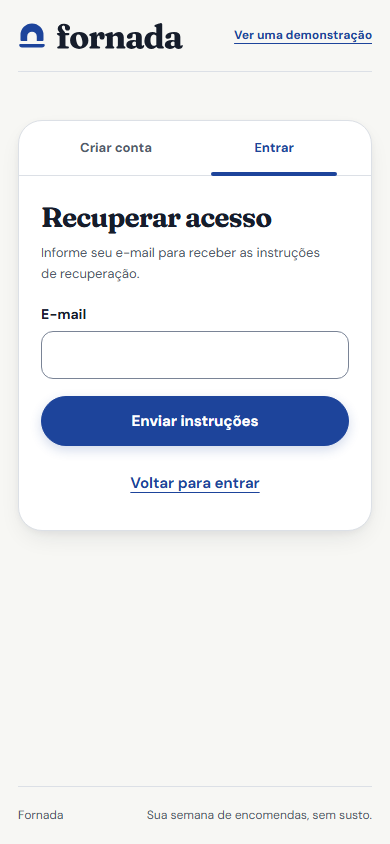 fornada
Ver uma demonstração
Criar conta
Entrar
Recuperar acesso
Informe seu e-mail para receber as instruções
de recuperação.
E-mail
Enviar instruções
Voltar para entrar
Fornada
Sua semana de encomendas, sem susto.